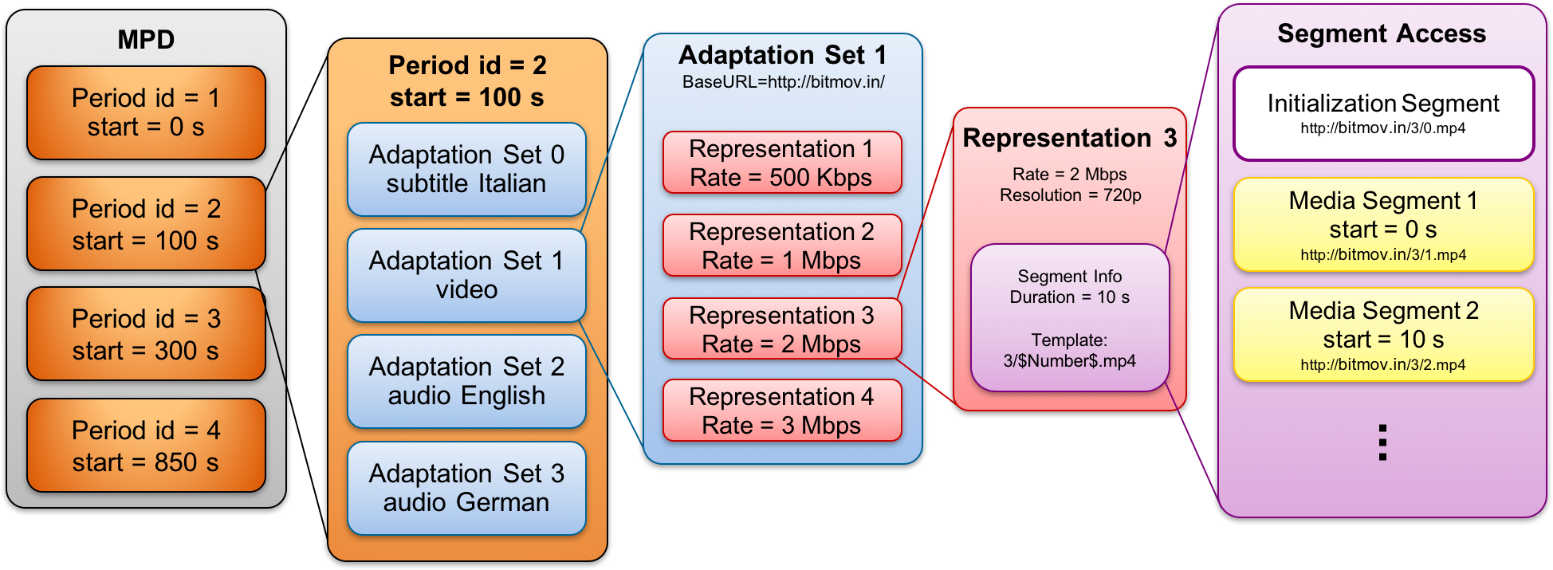 MPD
Period id = 1
start = 0 s
Period id = 2
start = 100 s
Period id = 3
start = 300 s
Period id = 4
start = 850 s
Period id = 2
start = 100 s
Adaptation Set 0
subtitle Italian
Adaptation Set 1
video
Adaptation Set 2
audio English
Adaptation Set 3
audio German
Adaptation Set 1
BaseURL=http://bitmov.in/
Representation 1
Rate = 500 Kbps
Representation 2
Rate = 1 Mbps
Representation 3
Rate = 2 Mbps
Representation 4
Rate = 3 Mbps
Representation 3
Rate = 2 Mbps
Resolution = 720p
Segment Info
Duration = 10 s
Template:
3/$Number$.mp4
Segment Access
Initialization Segment
http://bitmov.in/3/0.mp4
Media Segment 1
start = 0 s
http://bitmov.in/3/1.mp4
Media Segment 2
start = 10 s
http://bitmov.in/3/2.mp4